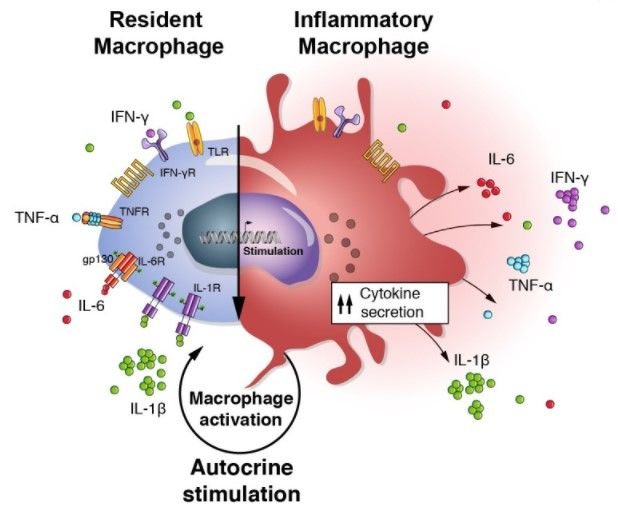 Resident
Macrophage
Inflammatory
Macrophage
IFN-γ
TLR
IFN-γR
TNF-α
TNFR
gp130
IL-6R
IL-6
IL-1R
IL-1β
Stimulation
IL-6
IFN-γ
TNF-α
Cytokine
secretion
IL-1β
Macrophage
activation
Autocrine
stimulation